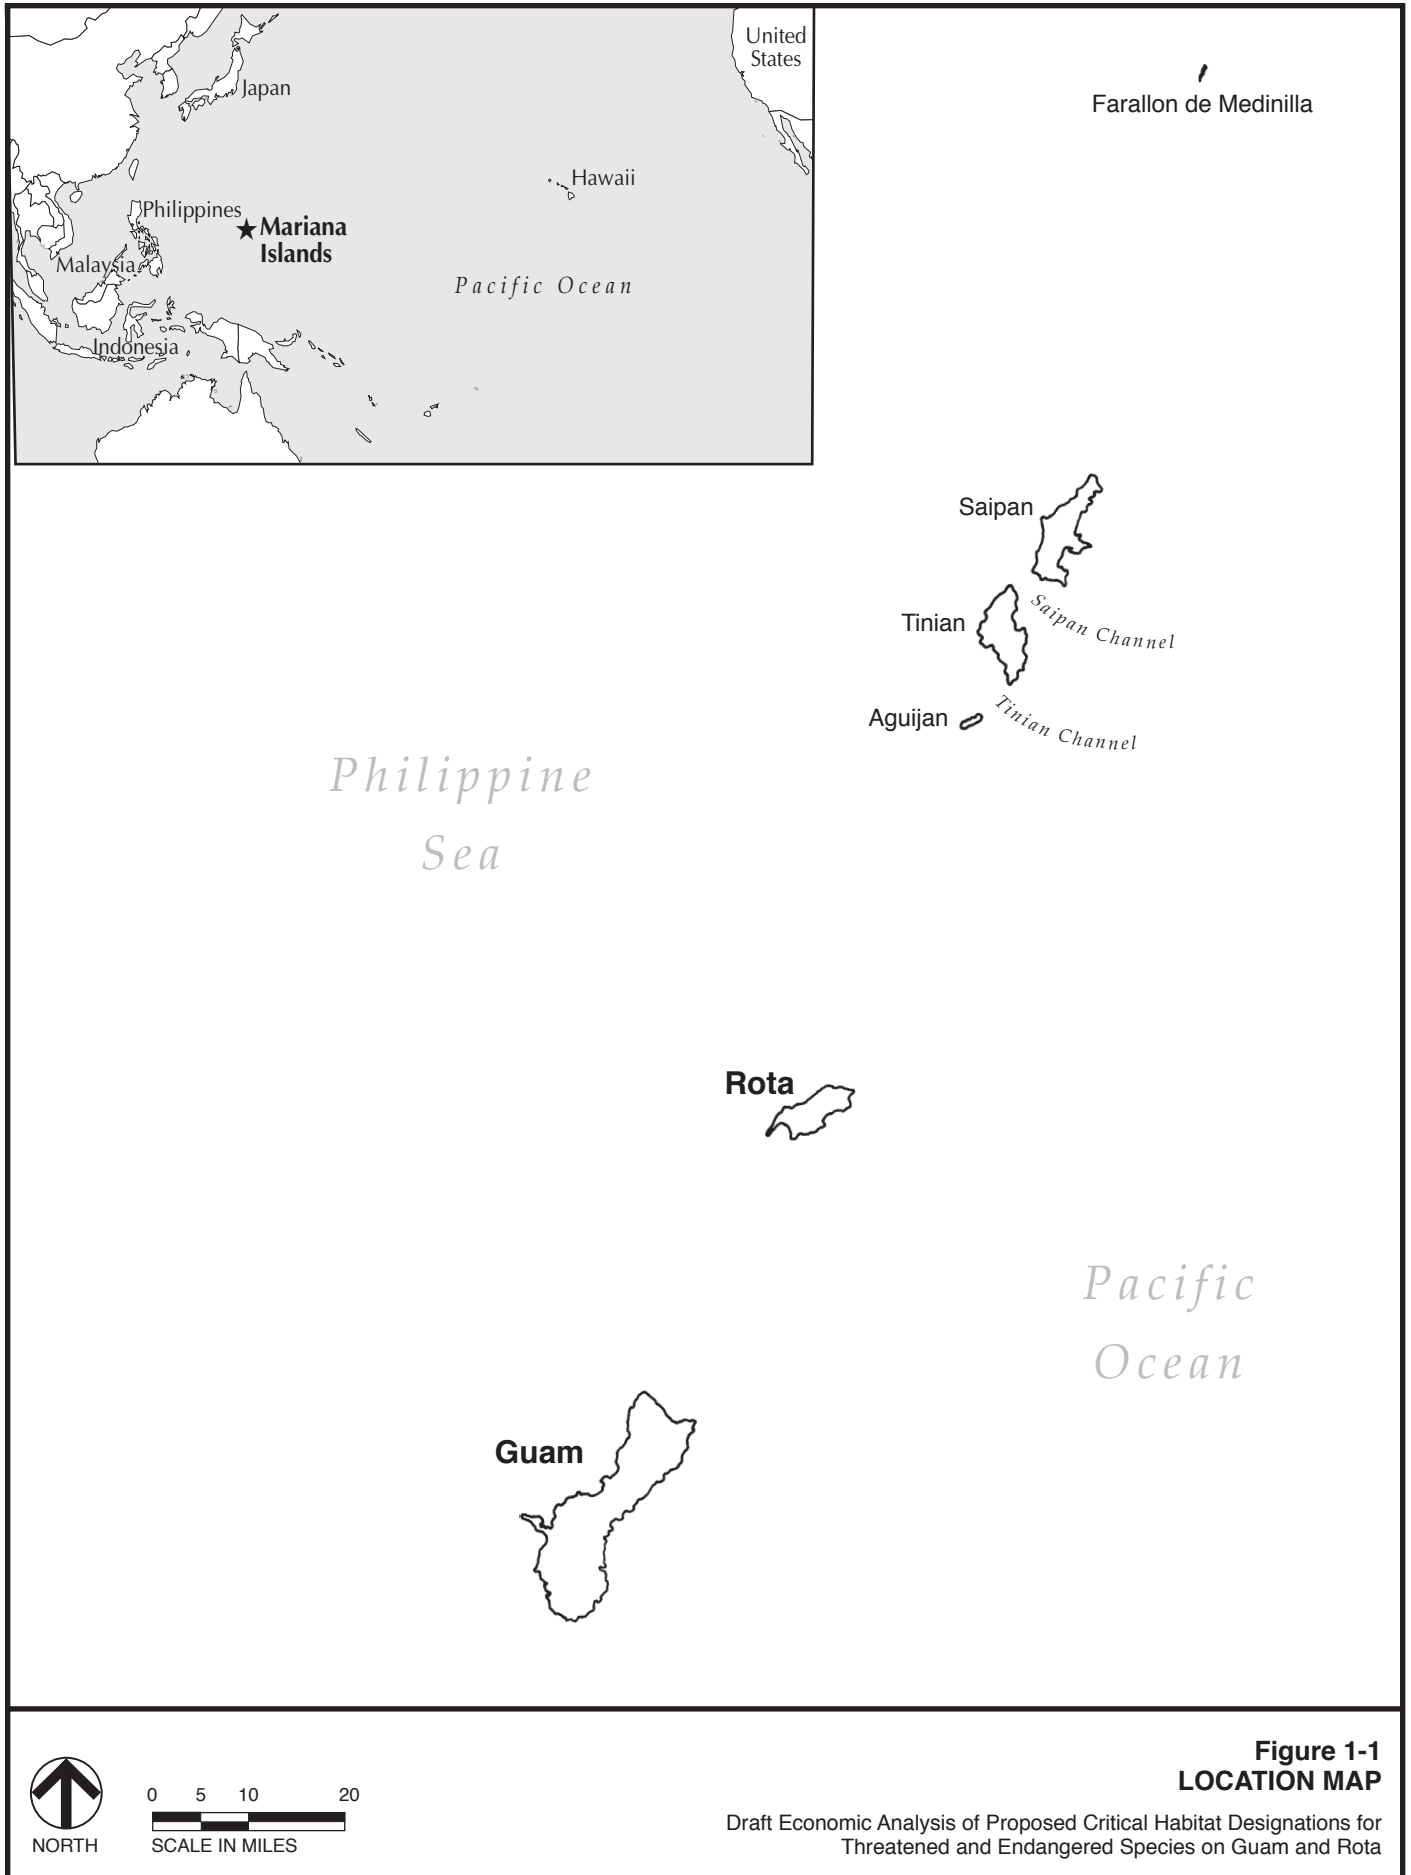 United
States
Japan
Hawaii
Philippines
Mariana
Islands
Malaysia
Pacific Ocean
Indonesia
Farallon de Medinilla
Saipan
Saipan Channel
Tinian
Tinian Channel
Aguijan
Philippine
Sea
Rota
Pacific
Ocean
Guam
NORTH
0 5 10 20
SCALE IN MILES
Figure 1-1
LOCATION MAP
Draft Economic Analysis of Proposed Critical Habitat Designations for
Threatened and Endangered Species on Guam and Rota